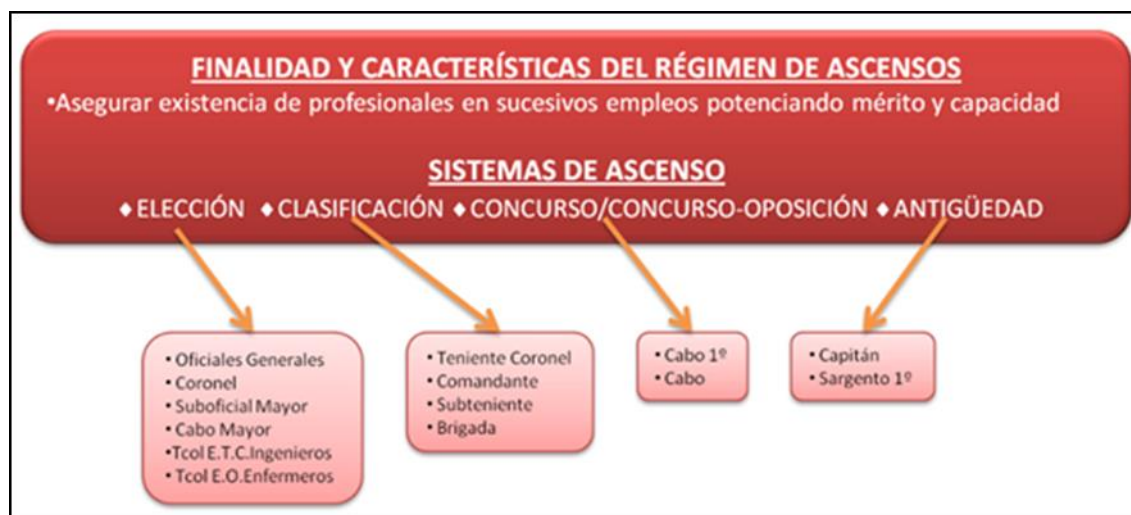 FINALIDAD Y CARACTERÍSTICAS DEL RÉGIMEN DE ASCENSOS
•Asegurar existencia de profesionales en sucesivos empleos potenciando mérito y capacidad
SISTEMAS DE ASCENSO
♦ ELECCIÓN ♦ CLASIFICACIÓN ♦ CONCURSO/CONCURSO-OPOSICIÓN ♦ ANTIGÜEDAD
• Oficiales Generales
• Coronel
• Suboficial Mayor
• Cabo Mayor
•Tcol E.T.C.Ingenieros
• Tcol E.O.Enfermeros
• Teniente Coronel
• Comandante
• Subteniente
• Brigada
• Cabo 1º
• Cabo
• Capitán
• Sargento 1º